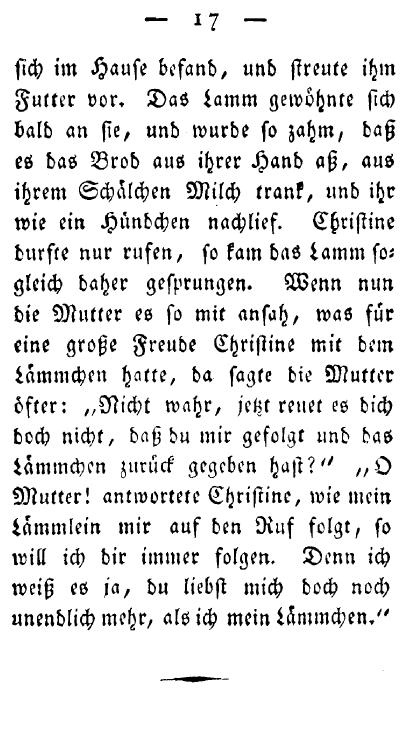 — 17 —
sich im Hause befand, und streute ihm
Futter vor. Das Lamm gewöhnte sich
bald an sie, und wurde so zahm, daß
es das Brod aus ihrer Hand aß, aus
ihrem Schälchen Milch trank, und ihr
wie ein Hündchen nachlief. Christine
durfte nur rufen, so kam das Lamm so-
gleich daher gesprungen. Wenn nun
die Mutter es so mit ansah, was für
eine große Freude Christine mit dem
Lämmchen hatte, da sagte die Mutter
öfter: „Nicht wahr, jetzt reuet es dich
doch nicht, daß du mir gefolgt und das
Lämmchen zurück gegeben hast?“ „O
Mutter! antwortete Christine, wie mein
Lämmlein mir auf den Ruf folgt, so
will ich dir immer folgen. Denn ich
weiß es ja, du liebst mich doch noch
unendlich mehr, als ich mein Lämmchen.“